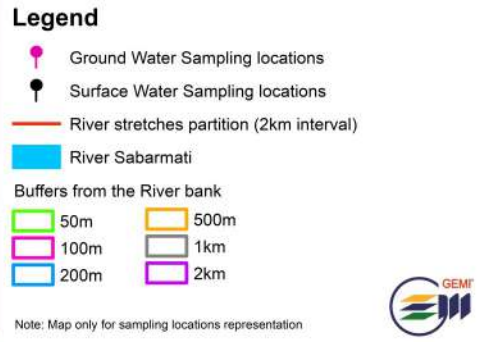 Legend
Ground Water Sampling locations
Surface Water Sampling locations
River stretches partition (2km interval)
River Sabarmati
Buffers from the River bank
50m 500m
100m 1km
200m 2km
GEMI
Note: Map only for sampling locations representation